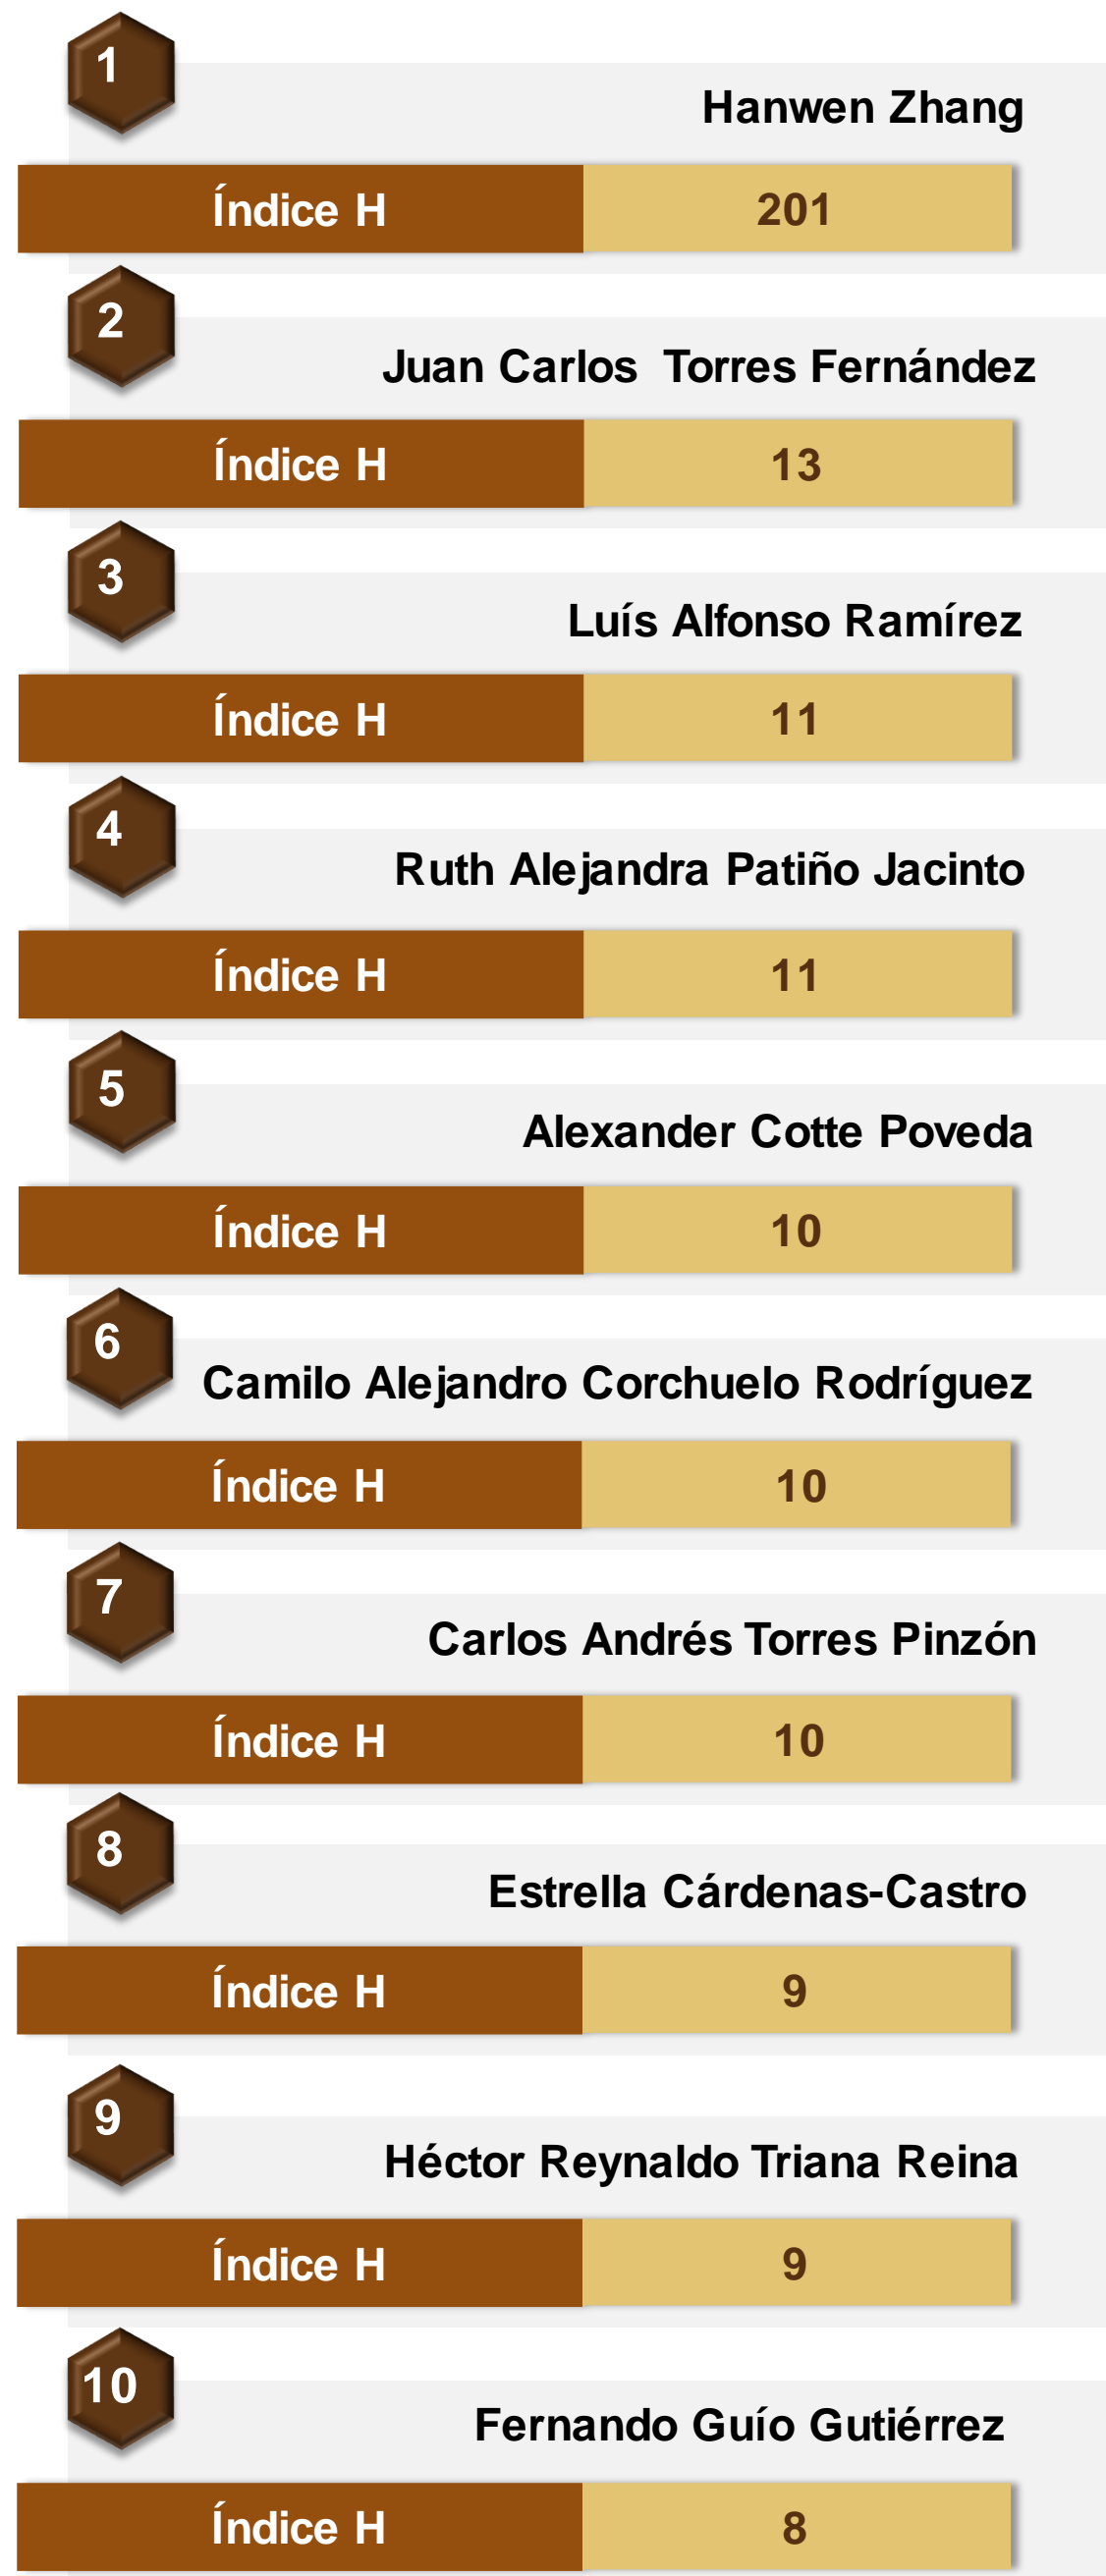 1
Hanwen Zhang
Índice H 201
2
Juan Carlos Torres Fernández
Índice H 13
3
Luís Alfonso Ramírez
Índice H 11
4
Ruth Alejandra Patiño Jacinto
Índice H 11
5
Alexander Cotte Poveda
Índice H 10
6
Camilo Alejandro Corchuelo Rodríguez
Índice H 10
7
Carlos Andrés Torres Pinzón
Índice H 10
8
Estrella Cárdenas-Castro
Índice H 9
9
Héctor Reynaldo Triana Reina
Índice H 9
10
Fernando Guío Gutiérrez
Índice H 8